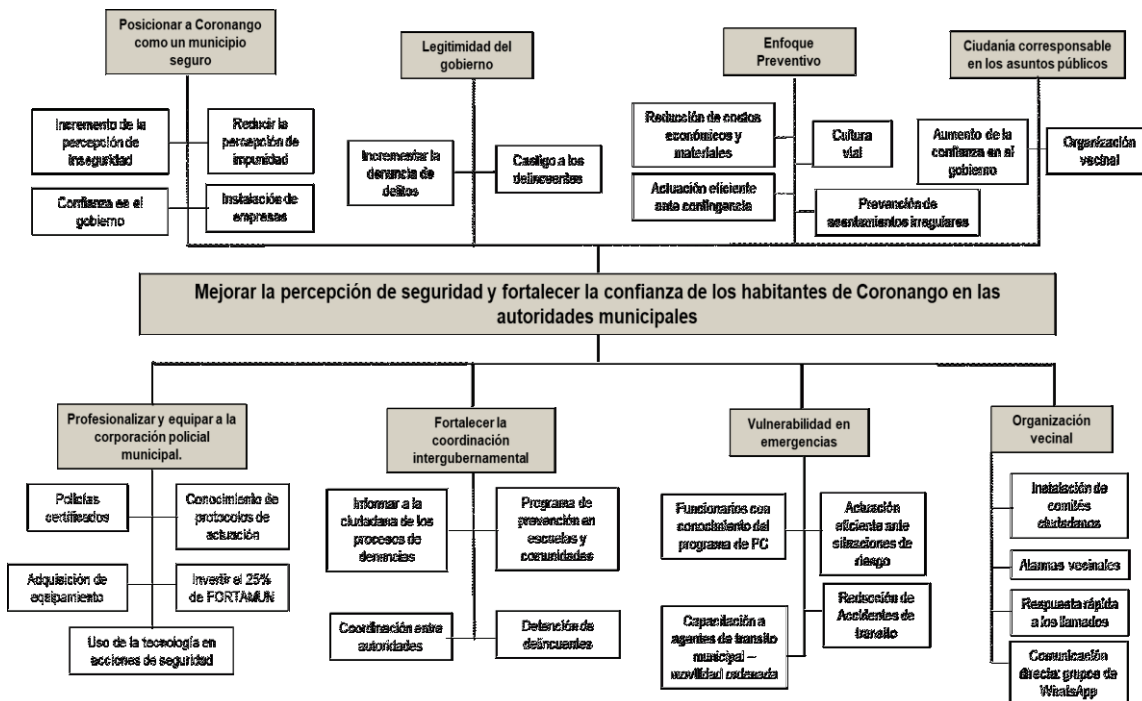 Posicionar a Coronango
como un municipio
seguro
Legitimidad del
gobierno
Enfoque
Preventivo
Ciudanía corresponsable
en los asuntos públicos
Incremento de la
percepción de
inseguridad
Reducir la
percepción de
impunidad
Confianza en el
gobierno
Instalación de
empresas
Incrementar la
denuncia de
delitos
Castigo a los
delincuentes
Reducción de costos
económicos y
materiales
Cultura
vial
Actuación eficiente
ante contingencia
Prevención de
asentamientos irregulares
Aumento de la
confianza en el
gobierno
Organización
vecinal
Mejorar la percepción de seguridad y fortalecer la confianza de los habitantes de Coronango en las
autoridades municipales
Profesionalizar y equipar a la
corporación policial
municipal.
Fortalecer la
coordinación
intergubernamental
Vulnerabilidad en
emergencias
Organización
vecinal
Policías
certificados
Conocimiento de
protocolos de
actuación
Adquisición de
equipamiento
Invertir el 25%
de FORTAMUN
Uso de la tecnología en
acciones de seguridad
Informar a la
ciudadana de los
procesos de
denuncias
Programa de
prevención en
escuelas y
comunidades
Coordinación entre
autoridades
Detención de
delincuentes
Funcionarios con
conocimiento del
programa de PC
Actuación
eficiente ante
situaciones de
riesgo
Capacitación a
agentes de transito
municipal –
movilidad ordenada
Reducción de
Accidentes de
transito
Instalación de
comités
ciudadanos
Alarmas vecinales
Respuesta rápida
a los llamados
Comunicación
directa: grupos de
WhatsApp